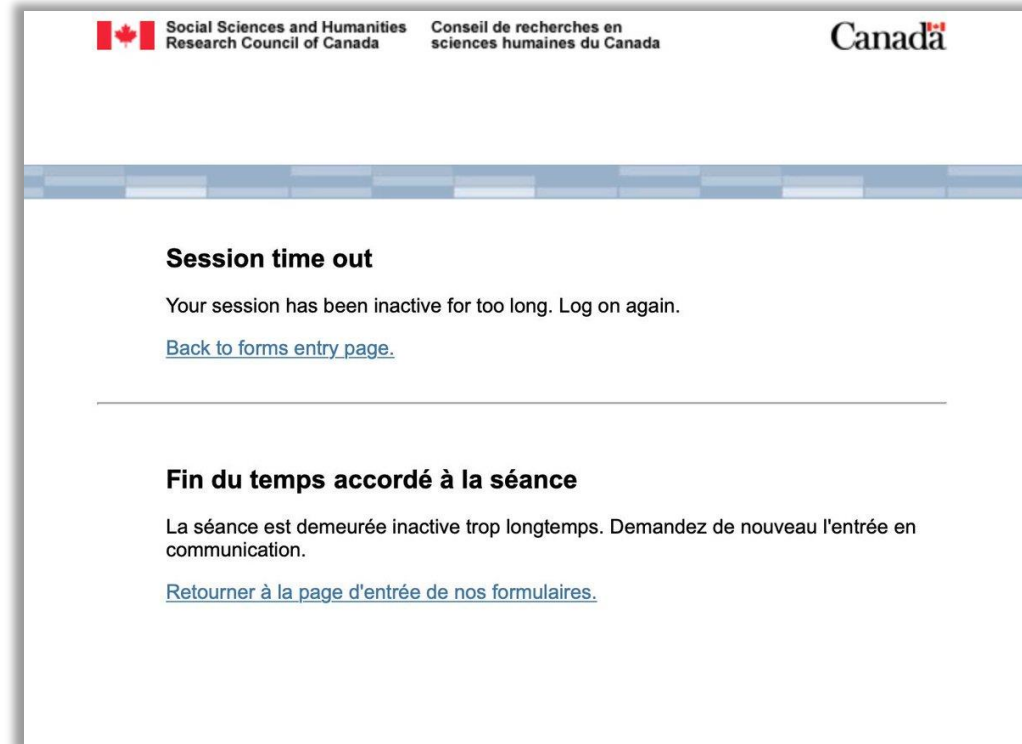 Social Sciences and Humanities
Research Council of Canada
Conseil de recherches en
sciences humaines du Canada
Canada
Session time out
Your session has been inactive for too long. Log on again.
Back to forms entry page.
Fin du temps accordé à la séance
La séance est demeurée inactive trop longtemps. Demandez de nouveau l'entrée en
communication.
Retourner à la page d'entrée de nos formulaires.